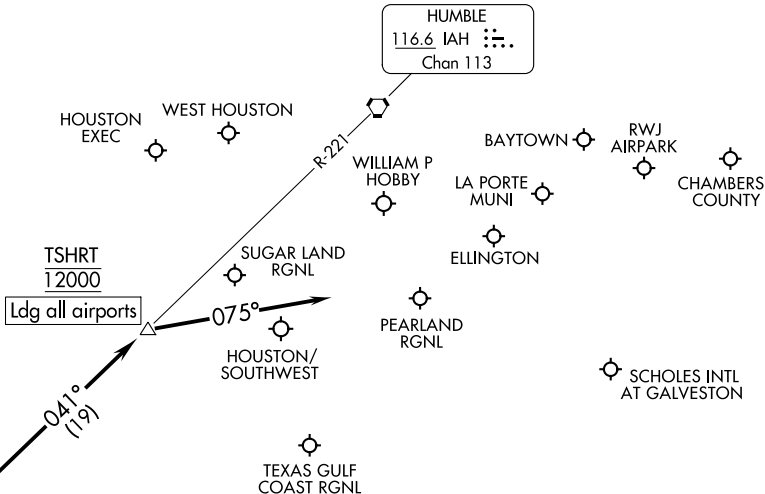 HUMBLE
116.6 IAH
Chan 113
HOUSTON
EXEC
WEST HOUSTON
R-221
WILLIAM P
HOBBY
BAYTOWN
RWJ
AIRPARK
LA PORTE
MUNI
CHAMBERS
COUNTY
ELLINGTON
TSHRT
12000
Ldg all airports
SUGAR LAND
RGNL
075°
HOUSTON/
SOUTHWEST
PEARLAND
RGNL
SCHOLES INTL
AT GALVESTON
041°
(19)
TEXAS GULF
COAST RGNL